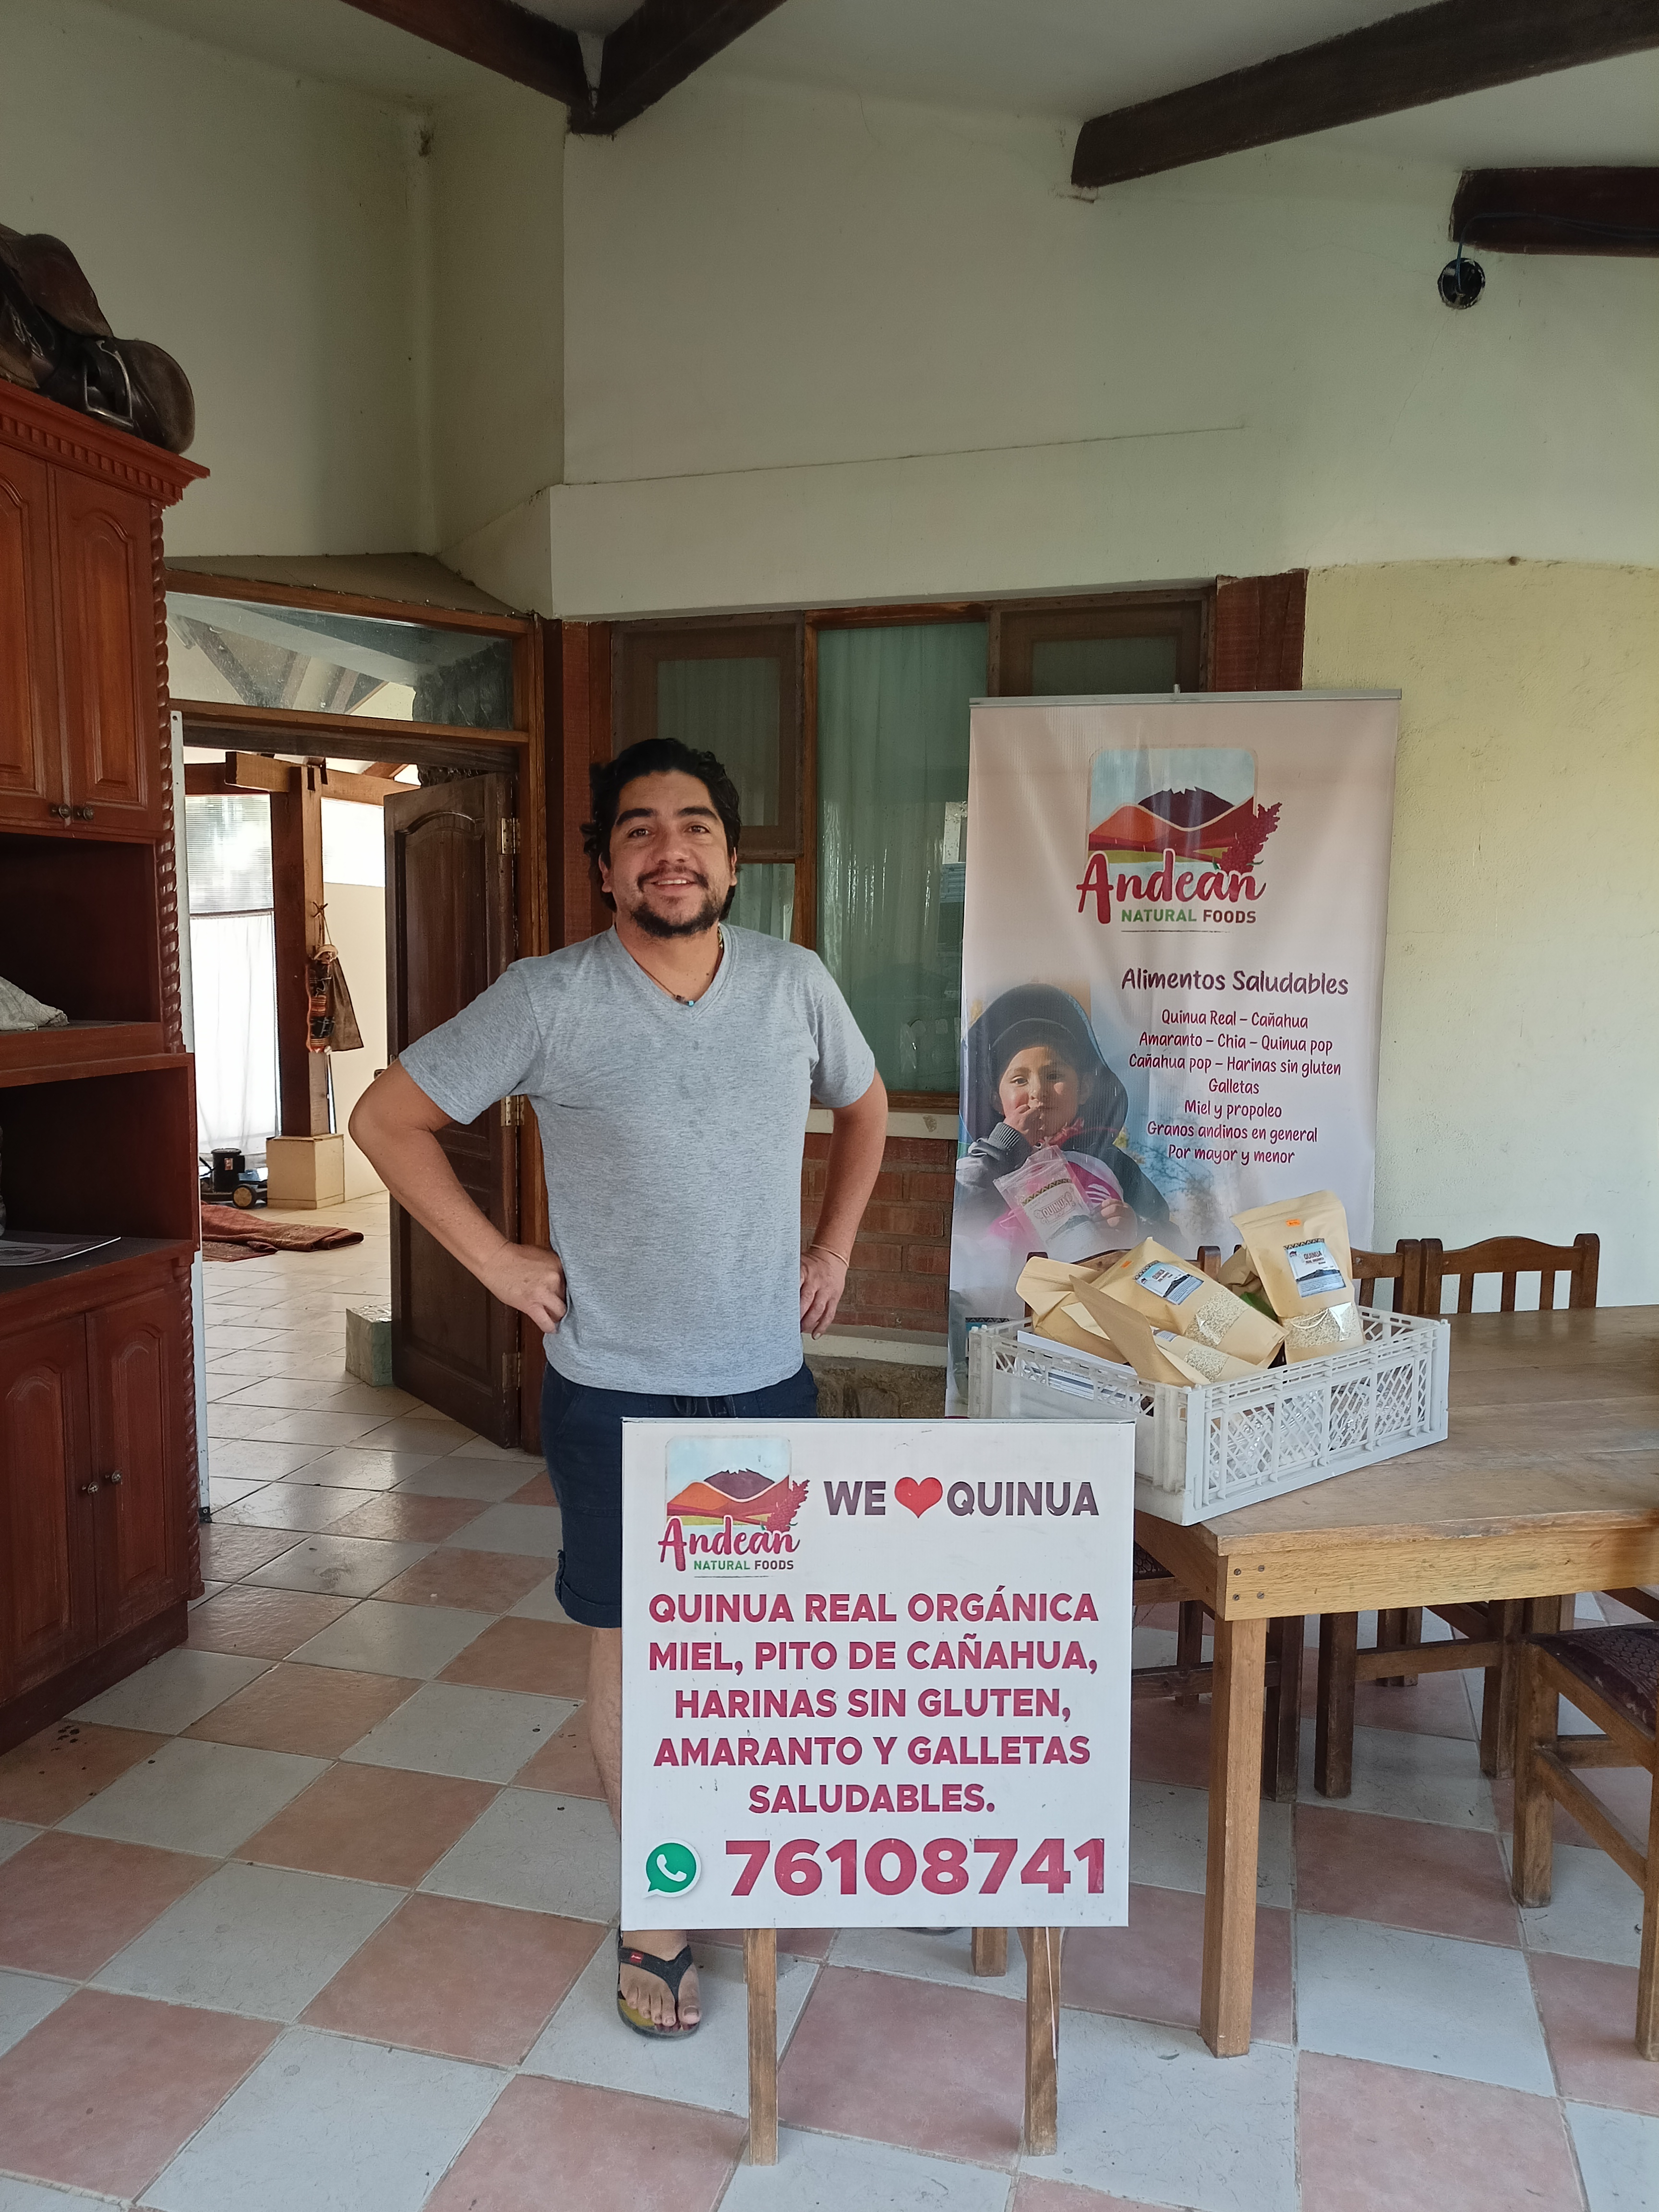 Andean
NATURAL FOODS
Alimentos Saludables
Quinua Real – Cañahua
Amaranto – Chia – Quinua pop
Cañahua pop – Harinas sin gluten
Galletas
Miel y propoleo
Granos andinos en general
Por mayor y menor
QUINUA
QUINUA
Andean
NATURAL FOODS
WE ❤ QUINUA
QUINUA REAL ORGÁNICA
MIEL, PITO DE CAÑAHUA,
HARINAS SIN GLUTEN,
AMARANTO Y GALLETAS
SALUDABLES.
76108741